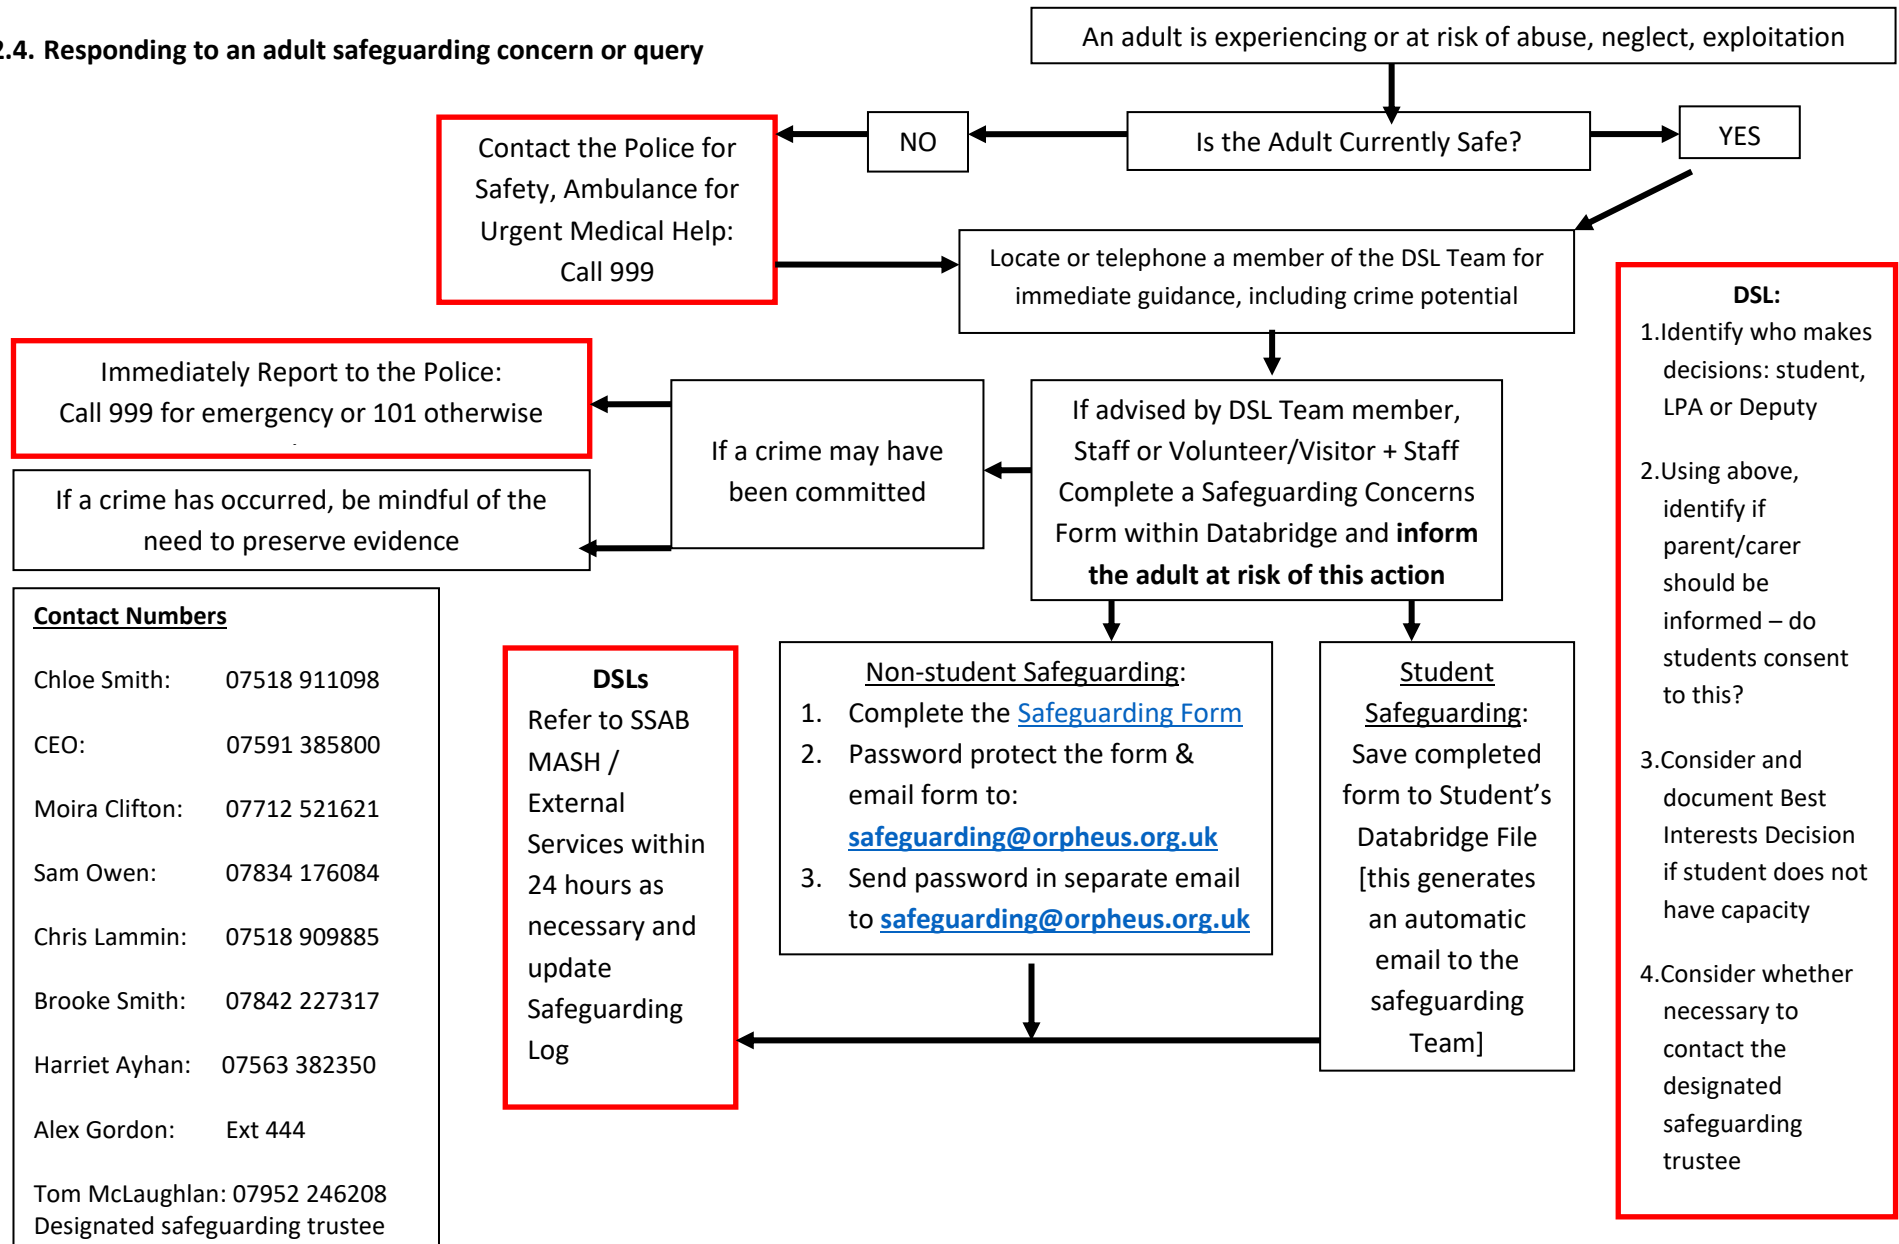 2.4. Responding to an adult safeguarding concern or query
An adult is experiencing or at risk of abuse, neglect, exploitation
Is the Adult Currently Safe?
NO
YES
Contact the Police for
Safety, Ambulance for
Urgent Medical Help:
Call 999
Locate or telephone a member of the DSL Team for
immediate guidance, including crime potential
Immediately Report to the Police:
Call 999 for emergency or 101 otherwise
If a crime may have
been committed
If advised by DSL Team member,
Staff or Volunteer/Visitor + Staff
Complete a Safeguarding Concerns
Form within Databridge and inform
the adult at risk of this action
If a crime has occurred, be mindful of the
need to preserve evidence
Contact Numbers
Chloe Smith: 07518 911098
CEO: 07591 385800
Moira Clifton: 07712 521621
Sam Owen: 07834 176084
Chris Lammin: 07518 909885
Brooke Smith: 07842 227317
Harriet Ayhan: 07563 382350
Alex Gordon: Ext 444
Tom McLaughlan: 07952 246208
Designated safeguarding trustee
DSLs
Refer to SSAB
MASH /
External
Services within
24 hours as
necessary and
update
Safeguarding
Log
Non-student Safeguarding:
1. Complete the Safeguarding Form
2. Password protect the form &
email form to:
safeguarding@orpheus.org.uk
3. Send password in separate email
to safeguarding@orpheus.org.uk
Student
Safeguarding:
Save completed
form to Student’s
Databridge File
[this generates
an automatic
email to the
safeguarding
Team]
DSL:
1.Identify who makes
decisions: student,
LPA or Deputy
2.Using above,
identify if
parent/carer
should be
informed – do
students consent
to this?
3.Consider and
document Best
Interests Decision
if student does not
have capacity
4.Consider whether
necessary to
contact the
designated
safeguarding
trustee